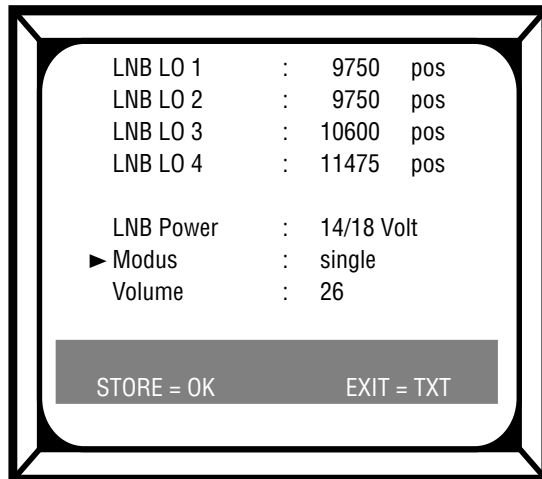 LNB LO 1 : 9750 pos
LNB LO 2 : 9750 pos
LNB LO 3 : 10600 pos
LNB LO 4 : 11475 pos
LNB Power : 14/18 Volt
► Modus : single
Volume : 26
STORE = OK EXIT = TXT